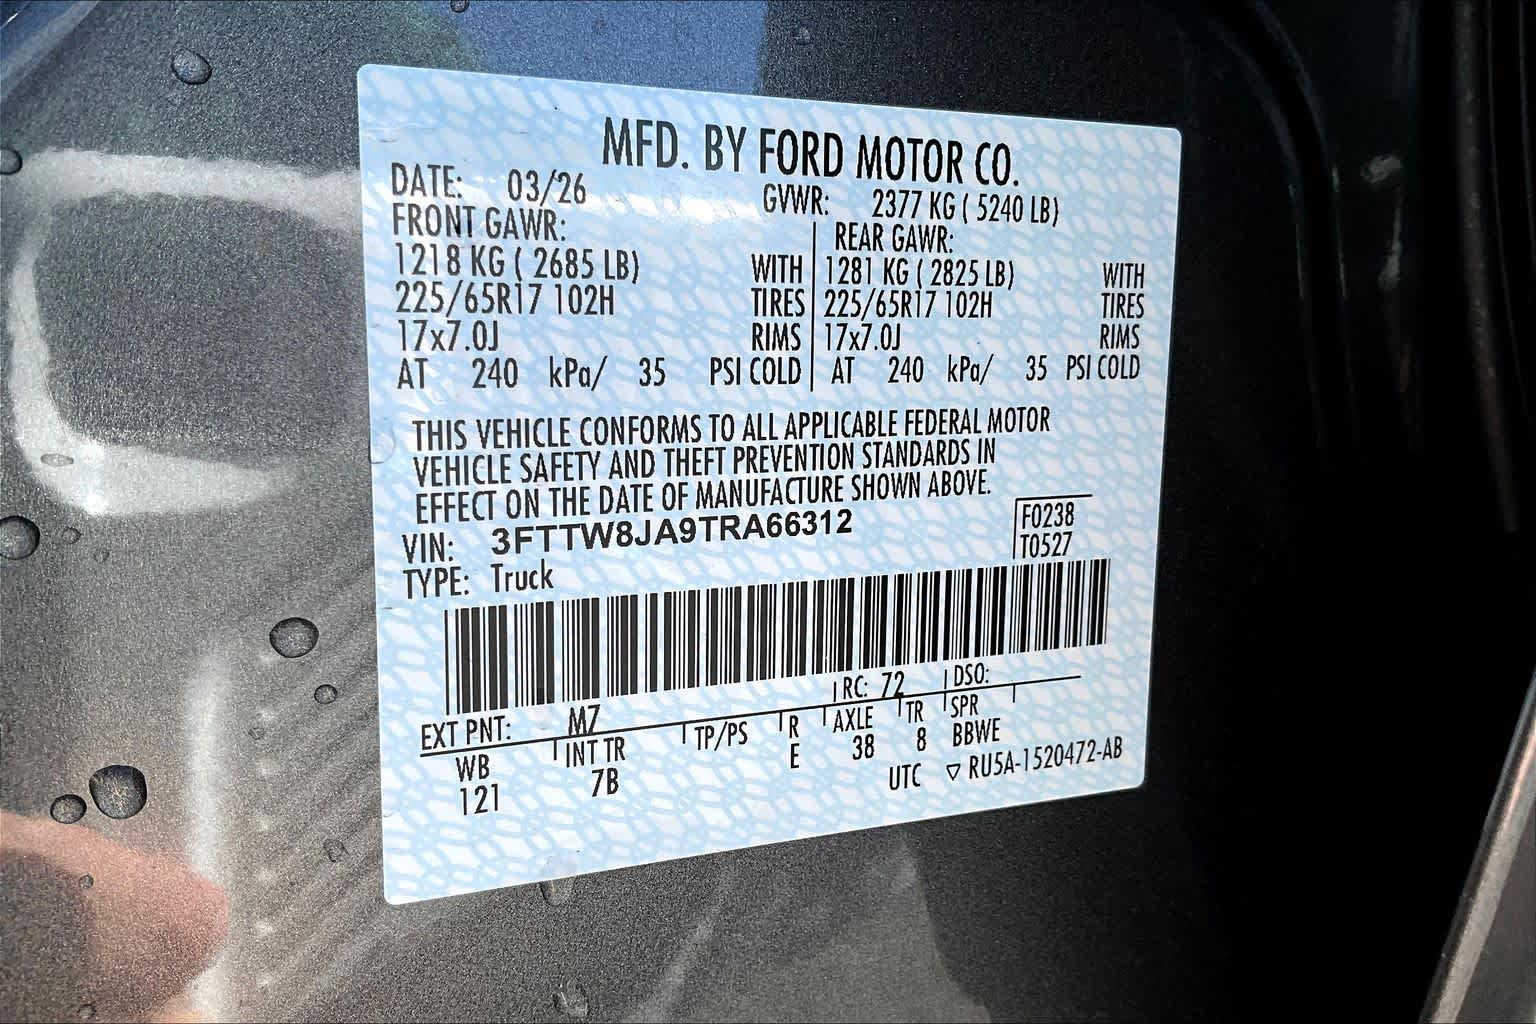 MFD. BY FORD MOTOR CO.
DATE: 03/26 GVWR: 2377 KG ( 5240 LB)
FRONT GAWR: REAR GAWR:
1218 KG ( 2685 LB) WITH 1281 KG ( 2825 LB) WITH
225/65R17 102H TIRES 225/65R17 102H TIRES
17x7.0J RIMS 17x7.0J RIMS
AT 240 kPa/ 35 PSI COLD AT 240 kPa/ 35 PSI COLD
THIS VEHICLE CONFORMS TO ALL APPLICABLE FEDERAL MOTOR
VEHICLE SAFETY AND THEFT PREVENTION STANDARDS IN
EFFECT ON THE DATE OF MANUFACTURE SHOWN ABOVE.
VIN: 3FTTW8JA9TRA66312 F0238
TYPE: Truck T0527
EXT PNT: M7 RC: 72 DSO:
WB INT TR TP/PS R AXLE TR SPR
121 7B E 38 8 BBWE
UTC ▽ RU5A-1520472-AB